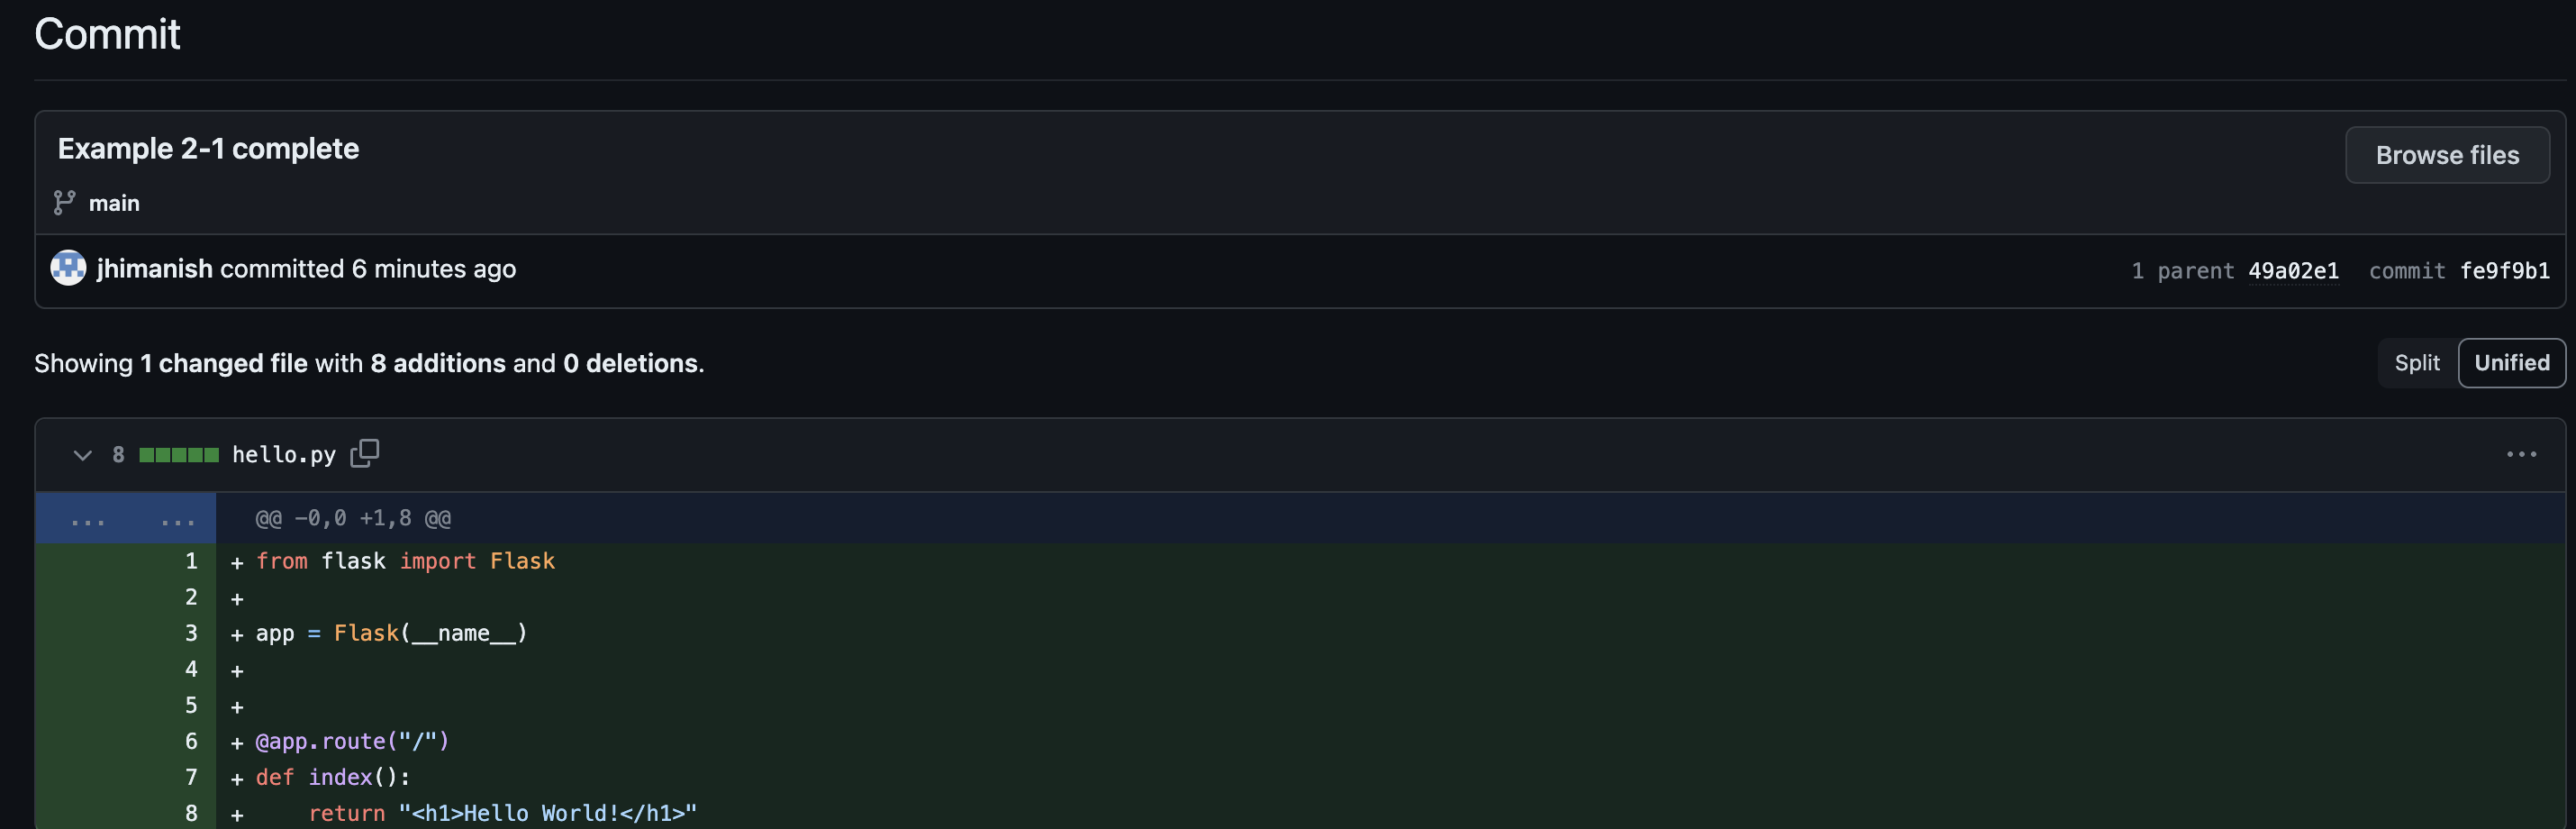 Commit
Example 2-1 complete
Browse files
main
jhimanish committed 6 minutes ago
1 parent 49a02e1 commit fe9f9b1
Showing 1 changed file with 8 additions and 0 deletions.
Split Unified
8 hello.py
... ... @@ -0,0 +1,8 @@
1 + from flask import Flask
2 +
3 + app = Flask(__name__)
4 +
5 +
6 + @app.route("/")
7 + def index():
8 +     return "<h1>Hello World!</h1>"